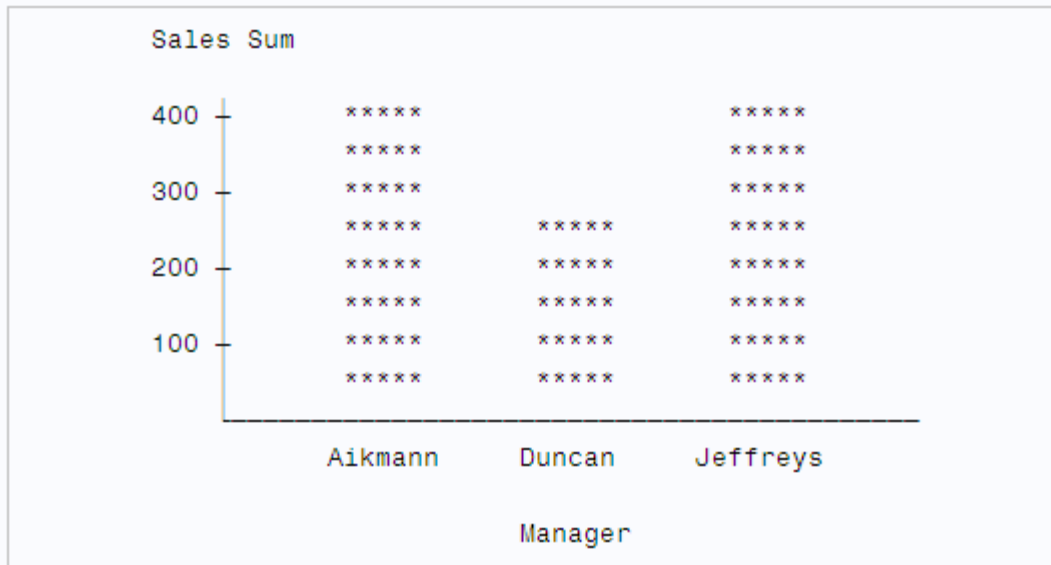 Sales Sum
400 ***** *****
***** *****
300 ***** *****
***** ***** *****
200 ***** ***** *****
***** ***** *****
100 ***** ***** *****
***** ***** *****
Aikmann Duncan Jeffreys
Manager